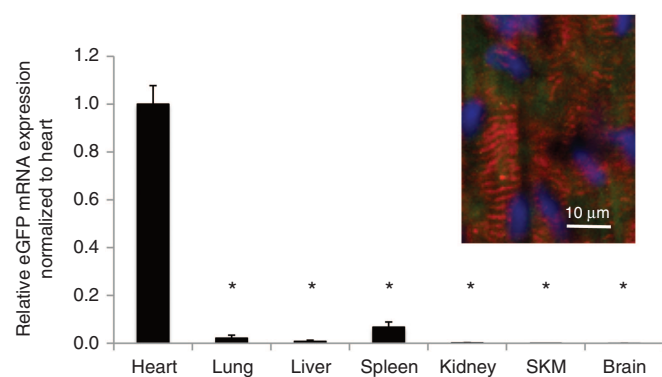 Relative eGFP mRNA expression
normalized to heart
1.2
1.0
0.8
0.6
0.4
0.2
0.0
* * * * * *
Heart Lung Liver Spleen Kidney SKM Brain
10 µm